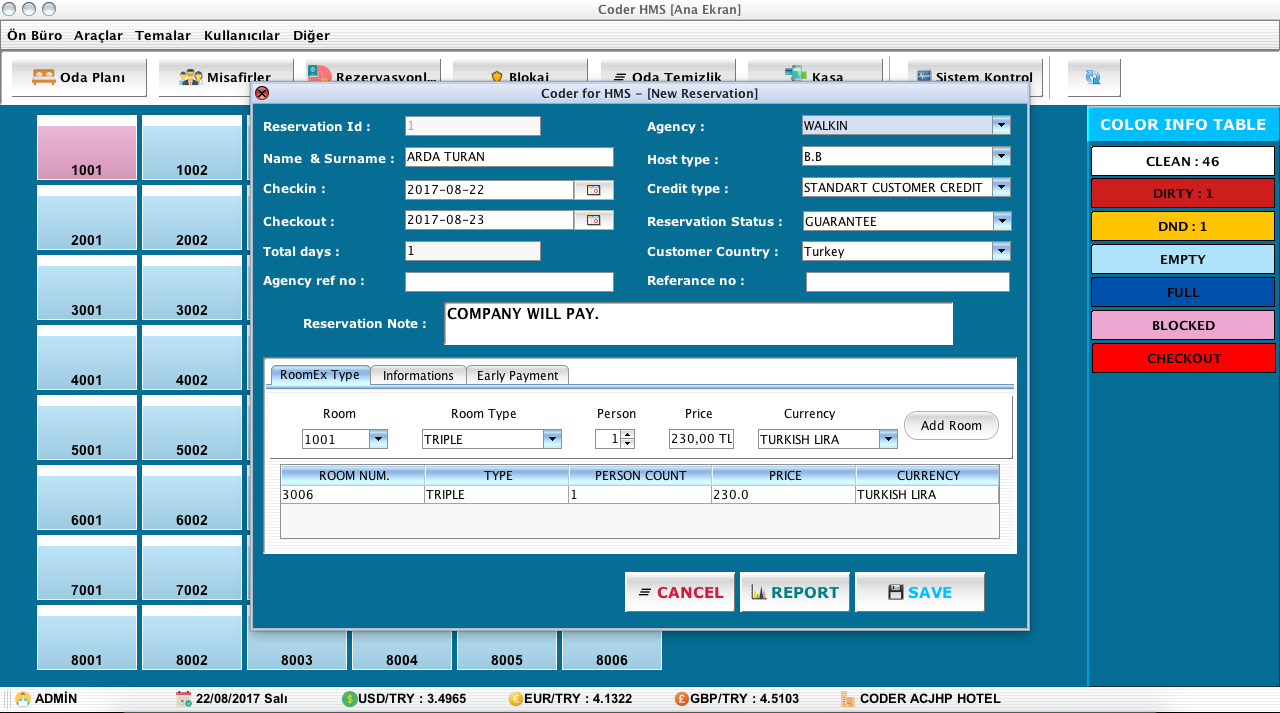 Coder HMS [Ana Ekran]
Ön Büro Araçlar Temalar Kullanıcılar Diğer
Oda Planı Misafirler Rezervasyonl... Blokaj Oda Temizlik Kasa Sistem Kontrol
Coder for HMS - [New Reservation]
Reservation Id : 1 Agency : WALKIN
Name & Surname : ARDA TURAN Host type : B.B
Checkin : 2017-08-22 Credit type : STANDART CUSTOMER CREDIT
Checkout : 2017-08-23 Reservation Status : GUARANTEE
Total days : 1 Customer Country : Turkey
Agency ref no : Referance no :
Reservation Note : COMPANY WILL PAY.
RoomEx Type Informations Early Payment
Room Room Type Person Price Currency
1001 TRIPLE 1 230,00 TL TURKISH LIRA Add Room
ROOM NUM. TYPE PERSON COUNT PRICE CURRENCY
3006 TRIPLE 1 230.0 TURKISH LIRA
CANCEL REPORT SAVE
1001 1002
2001 2002
3001 3002
4001 4002
5001 5002
6001 6002
7001 7002
8001 8002 8003 8004 8005 8006
COLOR INFO TABLE
CLEAN : 46
DIRTY : 1
DND : 1
EMPTY
FULL
BLOCKED
CHECKOUT
ADMİN 22/08/2017 Salı USD/TRY : 3.4965 EUR/TRY : 4.1322 GBP/TRY : 4.5103 CODER ACJHP HOTEL